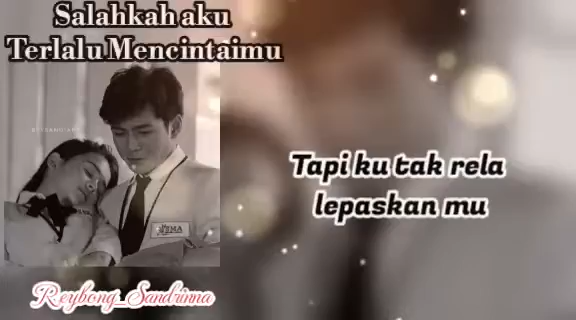 Salahkah aku
Terlalu Mencintaimu
Tapi ku tak rela
lepaskan mu
Reybong_Sandrinna